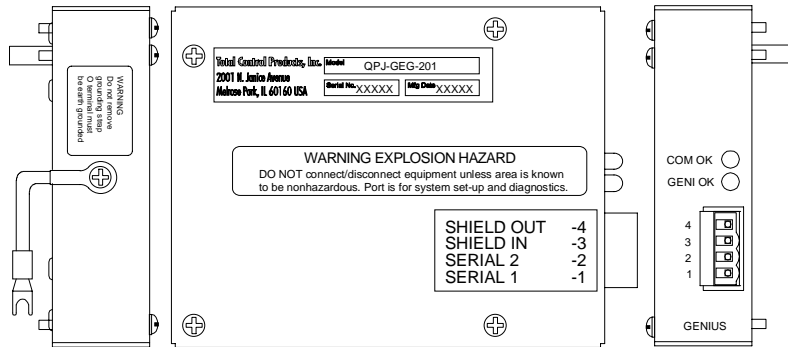 WARNING
Do not remove
grounding strap
O terminal must
be earth grounded
Total Control Products, Inc.
2001 N. Janice Avenue
Melrose Park, IL 60160 USA
Model
QPJ-GEG-201
Serial No.
XXXXX
Mfg Date
XXXXX
WARNING EXPLOSION HAZARD
DO NOT connect/disconnect equipment unless area is known
to be nonhazardous. Port is for system set-up and diagnostics.
SHIELD OUT -4
SHIELD IN -3
SERIAL 2 -2
SERIAL 1 -1
COM OK
GENI OK
4
3
2
1
GENIUS